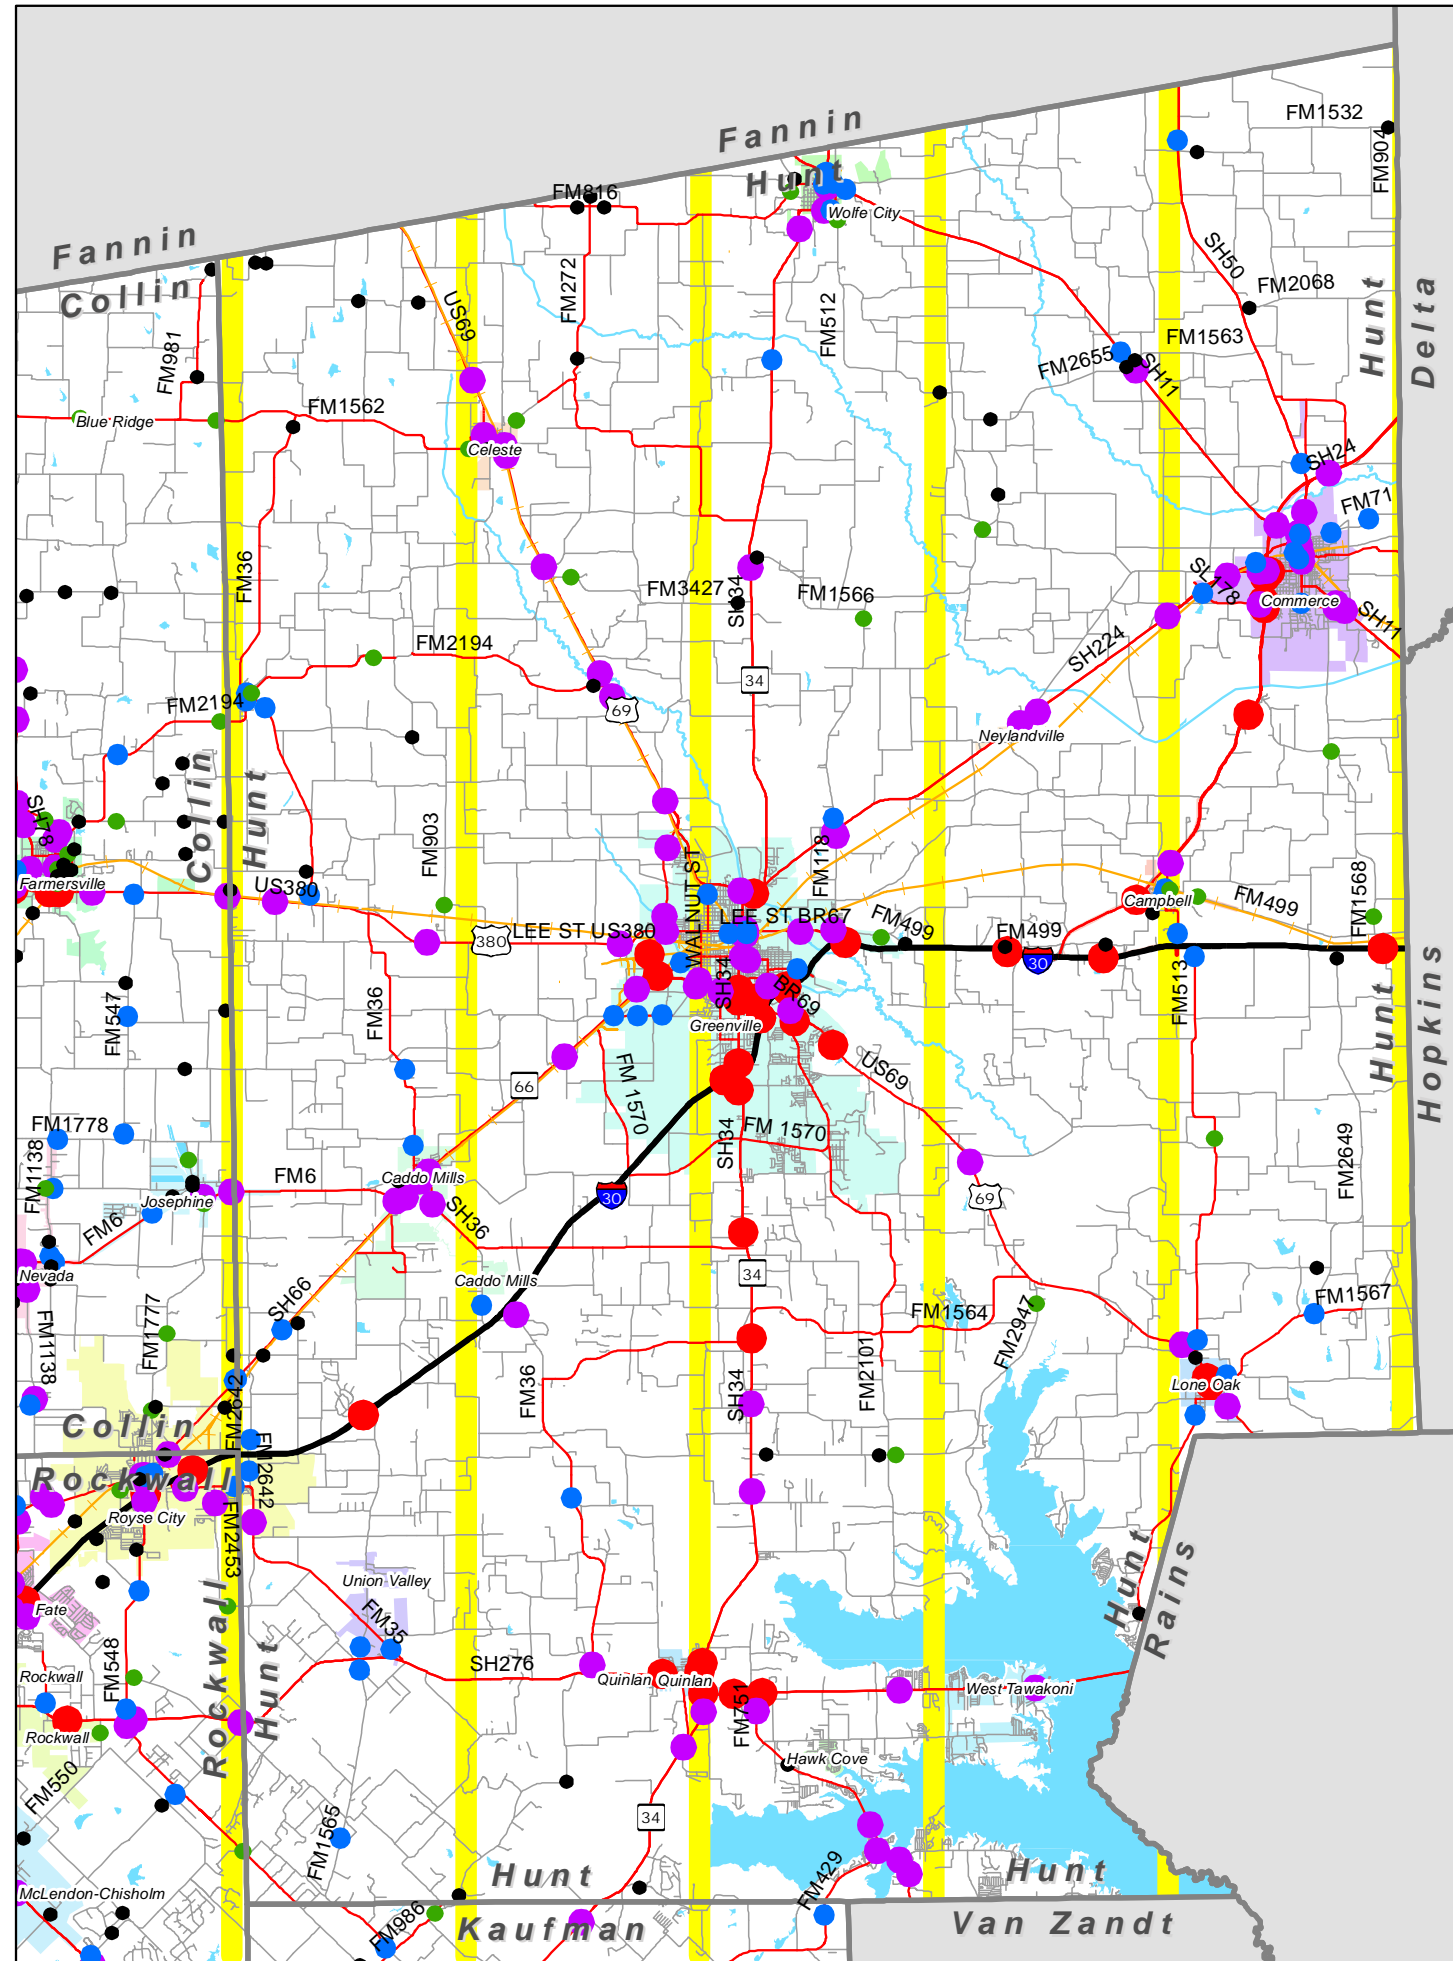 Fannin
FM1532
FM904
Hunt
FM816
Wolfe City
Fannin
SH50
Collin
FM2068
Hunt
Delta
FM272
US69
FM512
FM1563
FM981
FM2655
SH11
Blue Ridge
FM1562
Celeste
SH24
FM71
FM36
FM3427
SH34
FM1566
SL178
Commerce
SH11
FM2194
SH224
34
FM2194
69
Neylandville
Collin
Hunt
SH78
FM903
WALNUT ST
FM118
Farmersville
US380
Campbell
FM499
FM1568
LEE ST US380
LEE ST BR67
FM499
FM499
380
30
Hunt
Hopkins
FM547
FM36
SH34
BR69
FM513
Greenville
66
FM 1570
US69
FM1778
FM1138
SH34
FM 1570
FM2649
FM6
Caddo Mills
Josephine
30
69
FM6
SH36
Nevada
34
Caddo Mills
SH66
FM1564
FM2947
FM1567
FM1777
FM1138
FM36
FM2101
SH34
Lone Oak
FM2642
Collin
Rockwall
FM2642
Royse City
FM2453
Hunt
Rains
Union Valley
Fate
Rockwall
FM35
Hunt
FM548
SH276
Rockwall
Quinlan
Quinlan
West Tawakoni
FM751
Rockwall
Hawk Cove
FM550
34
FM1565
Hunt
Hunt
FM429
McLendon-Chisholm
FM986
Kaufman
Van Zandt